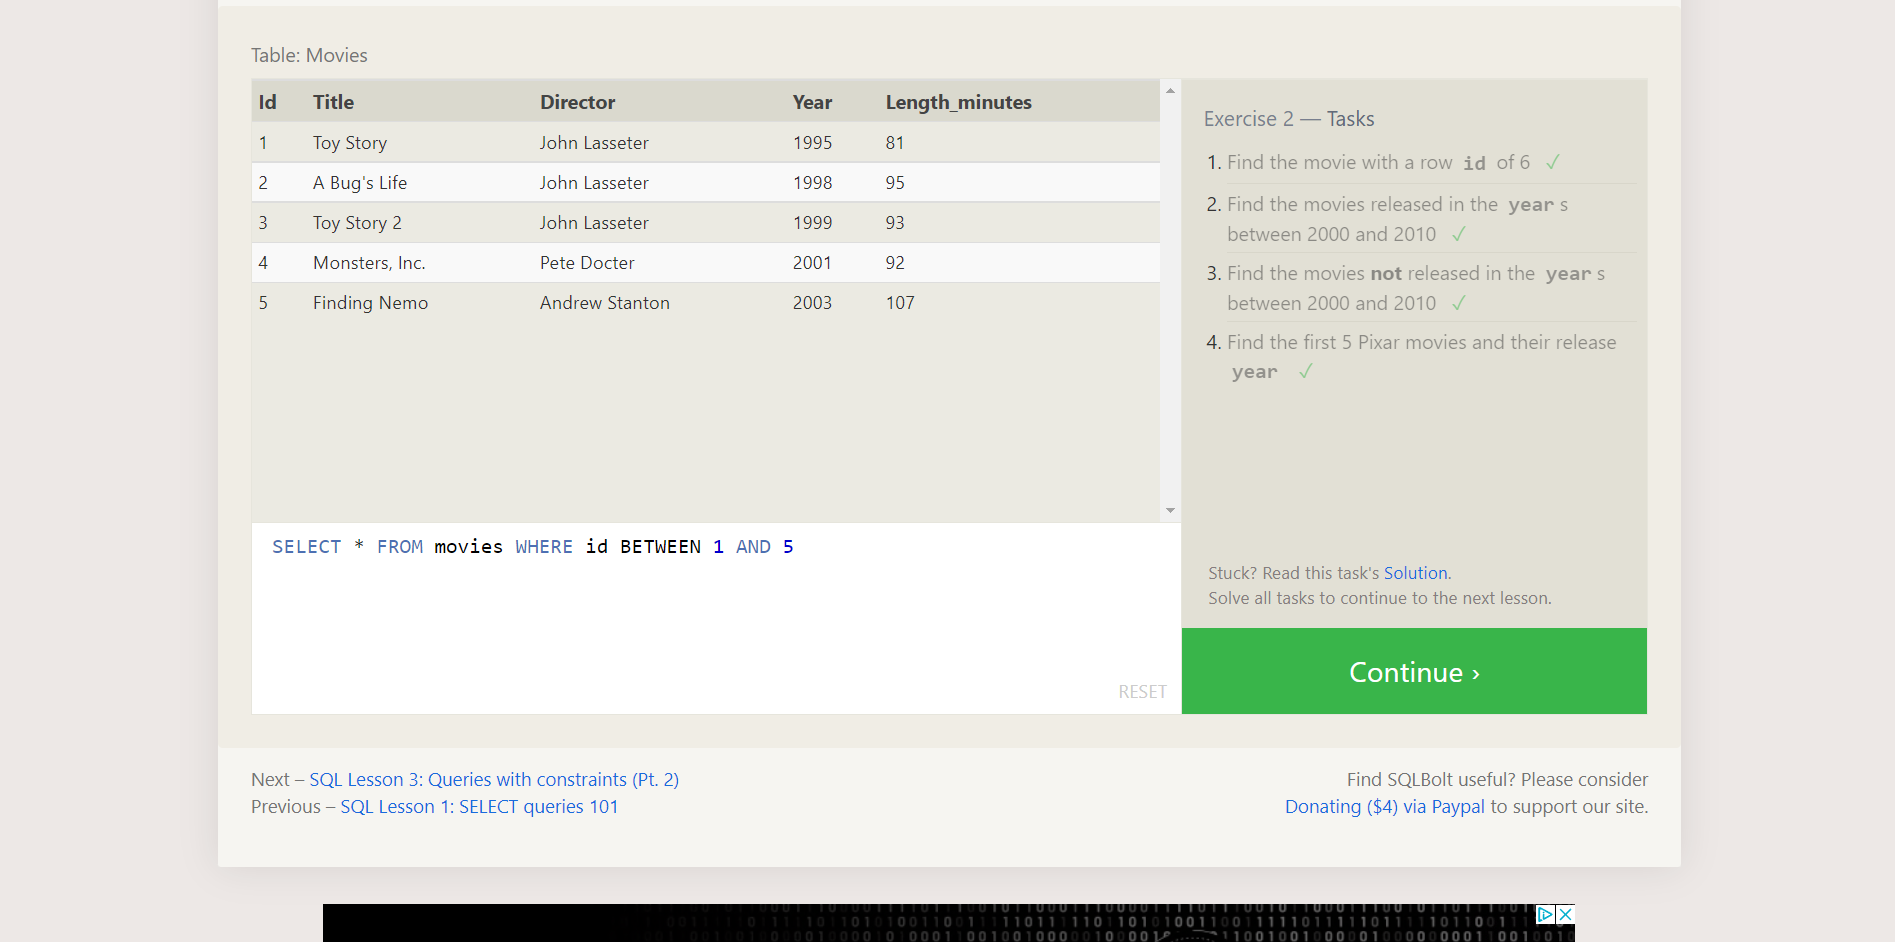 Table: Movies
Id Title Director Year Length_minutes
1 Toy Story John Lasseter 1995 81
2 A Bug's Life John Lasseter 1998 95
3 Toy Story 2 John Lasseter 1999 93
4 Monsters, Inc. Pete Docter 2001 92
5 Finding Nemo Andrew Stanton 2003 107
SELECT * FROM movies WHERE id BETWEEN 1 AND 5
RESET
Exercise 2 — Tasks
1. Find the movie with a row id of 6 ✓
2. Find the movies released in the year s
between 2000 and 2010 ✓
3. Find the movies not released in the year s
between 2000 and 2010 ✓
4. Find the first 5 Pixar movies and their release
year ✓
Stuck? Read this task's Solution.
Solve all tasks to continue to the next lesson.
Continue ›
Next – SQL Lesson 3: Queries with constraints (Pt. 2)
Previous – SQL Lesson 1: SELECT queries 101
Find SQLBolt useful? Please consider
Donating ($4) via Paypal to support our site.